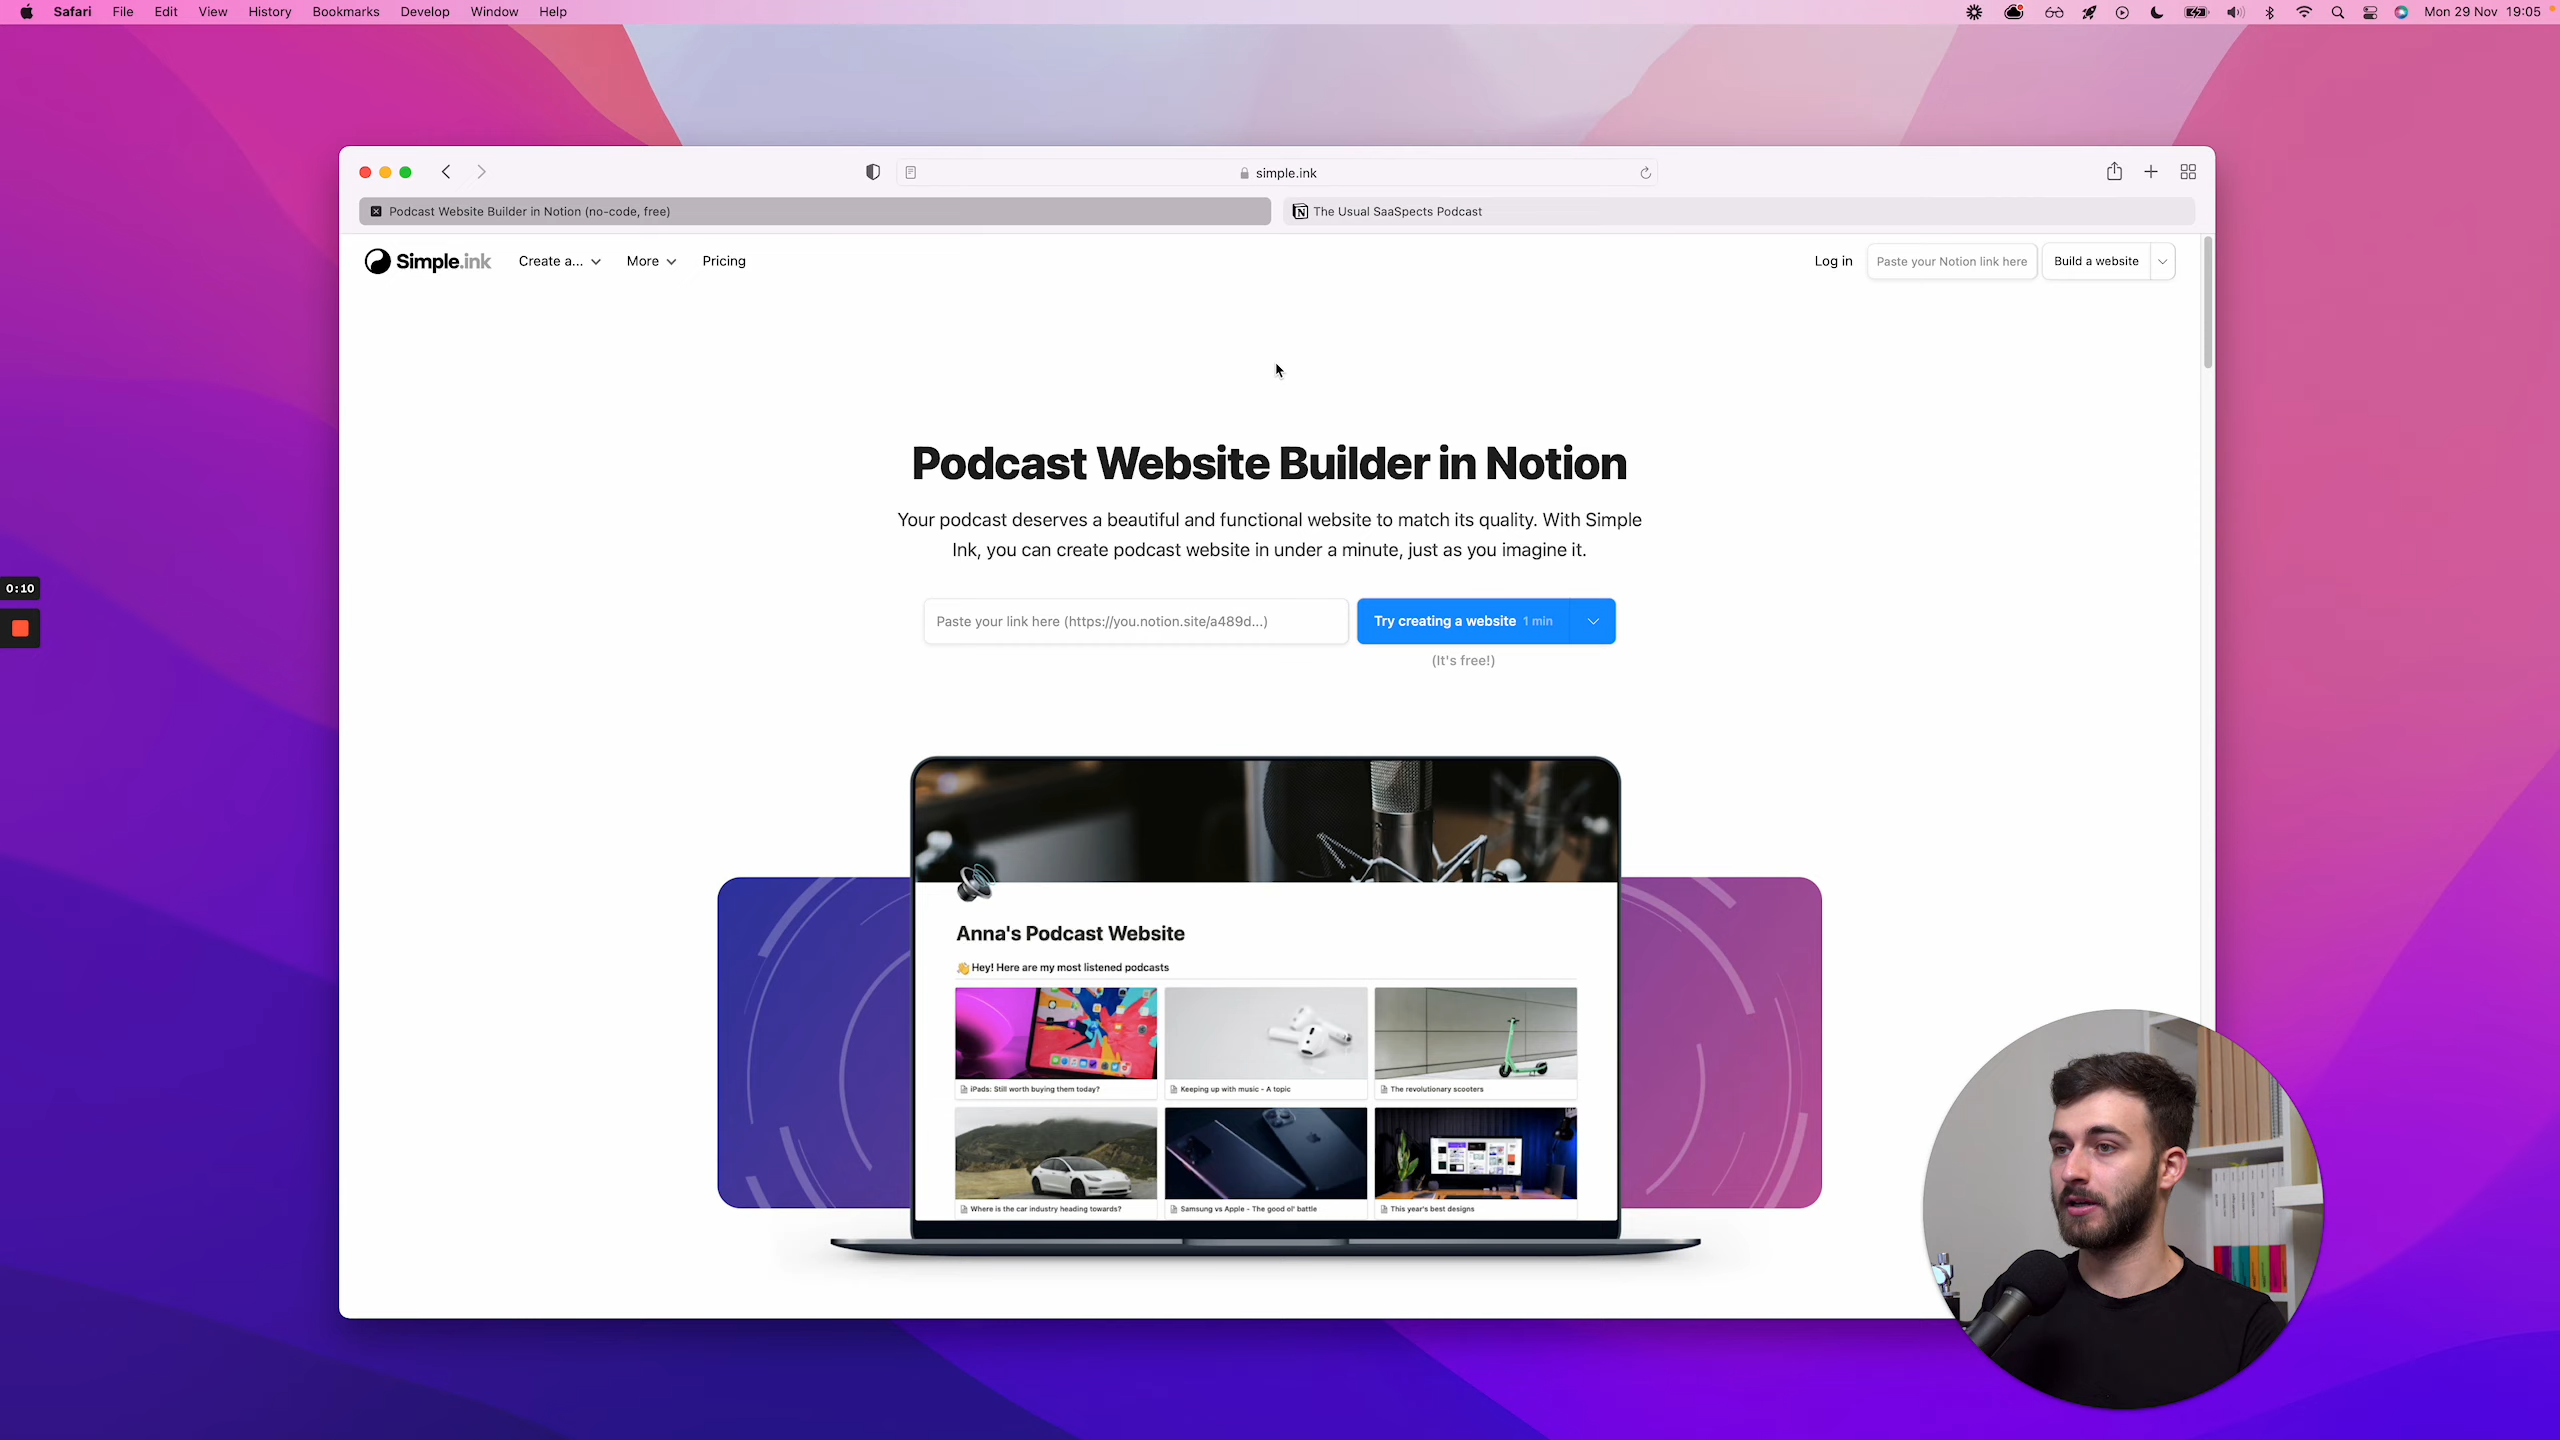 Safari File Edit View History Bookmarks Develop Window Help
Mon 29 Nov 19:05
simple.ink
Podcast Website Builder in Notion (no-code, free)
The Usual SaaSpects Podcast
Simple.ink
Create a...
More
Pricing
Log in
Paste your Notion link here
Build a website
Podcast Website Builder in Notion
Your podcast deserves a beautiful and functional website to match its quality. With Simple
Ink, you can create podcast website in under a minute, just as you imagine it.
0:10
Paste your link here (https://you.notion.site/a489d...)
Try creating a website 1 min
(It's free!)
Anna's Podcast Website
👋 Hey! Here are my most listened podcasts
iPads: Still worth buying them today?
Keeping up with music - A topic
The revolutionary scooters
Where is the car industry heading towards?
Samsung vs Apple - The good ol' battle
This year's best designs